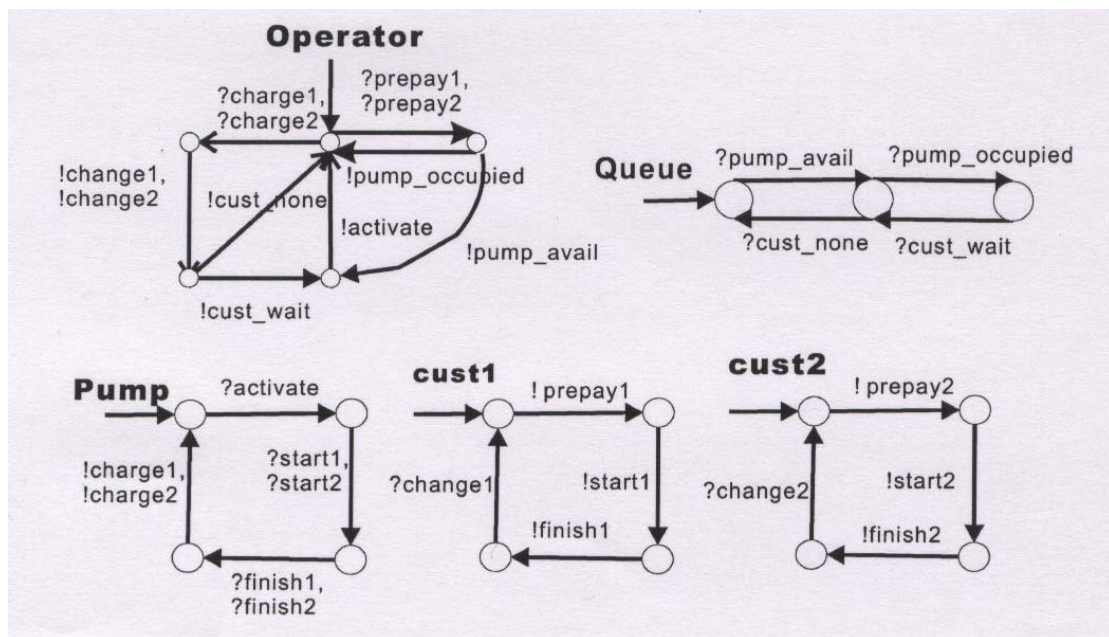 Operator
?charge1,
?charge2
?prepay1,
?prepay2
!change1,
!change2
!cust_none
!pump_occupied
!activate
!pump_avail
!cust_wait
Queue
?pump_avail
?pump_occupied
?cust_none
?cust_wait
Pump
?activate
!charge1,
!charge2
?start1,
?start2
?finish1,
?finish2
cust1
! prepay1
?change1
!start1
!finish1
cust2
! prepay2
?change2
!start2
!finish2